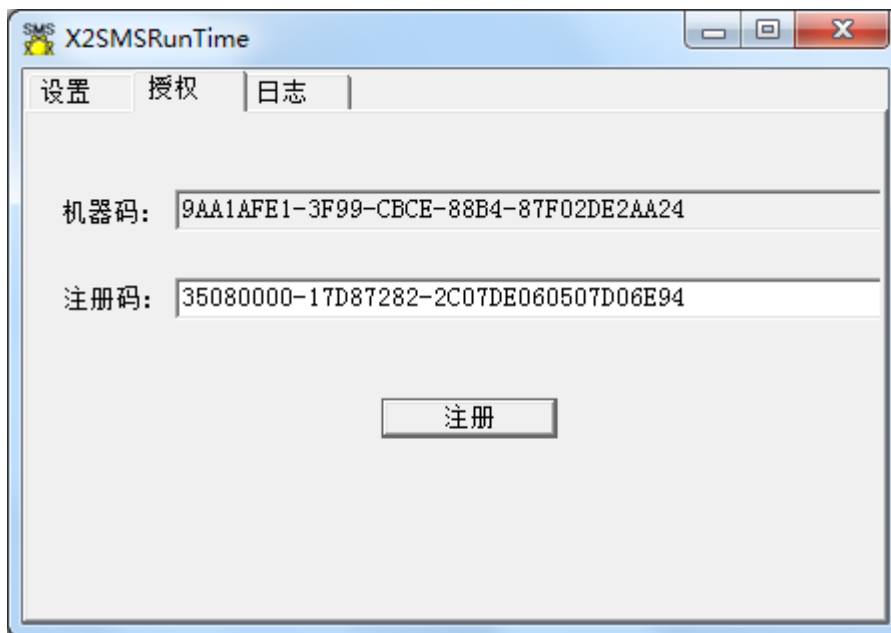 SMS
X2SMSRunTime
设置 授权 日志
机器码: 9AA1AFE1-3F99-CBCE-88B4-87F02DE2AA24
注册码: 35080000-17D87282-2C07DE060507D06E94
注册